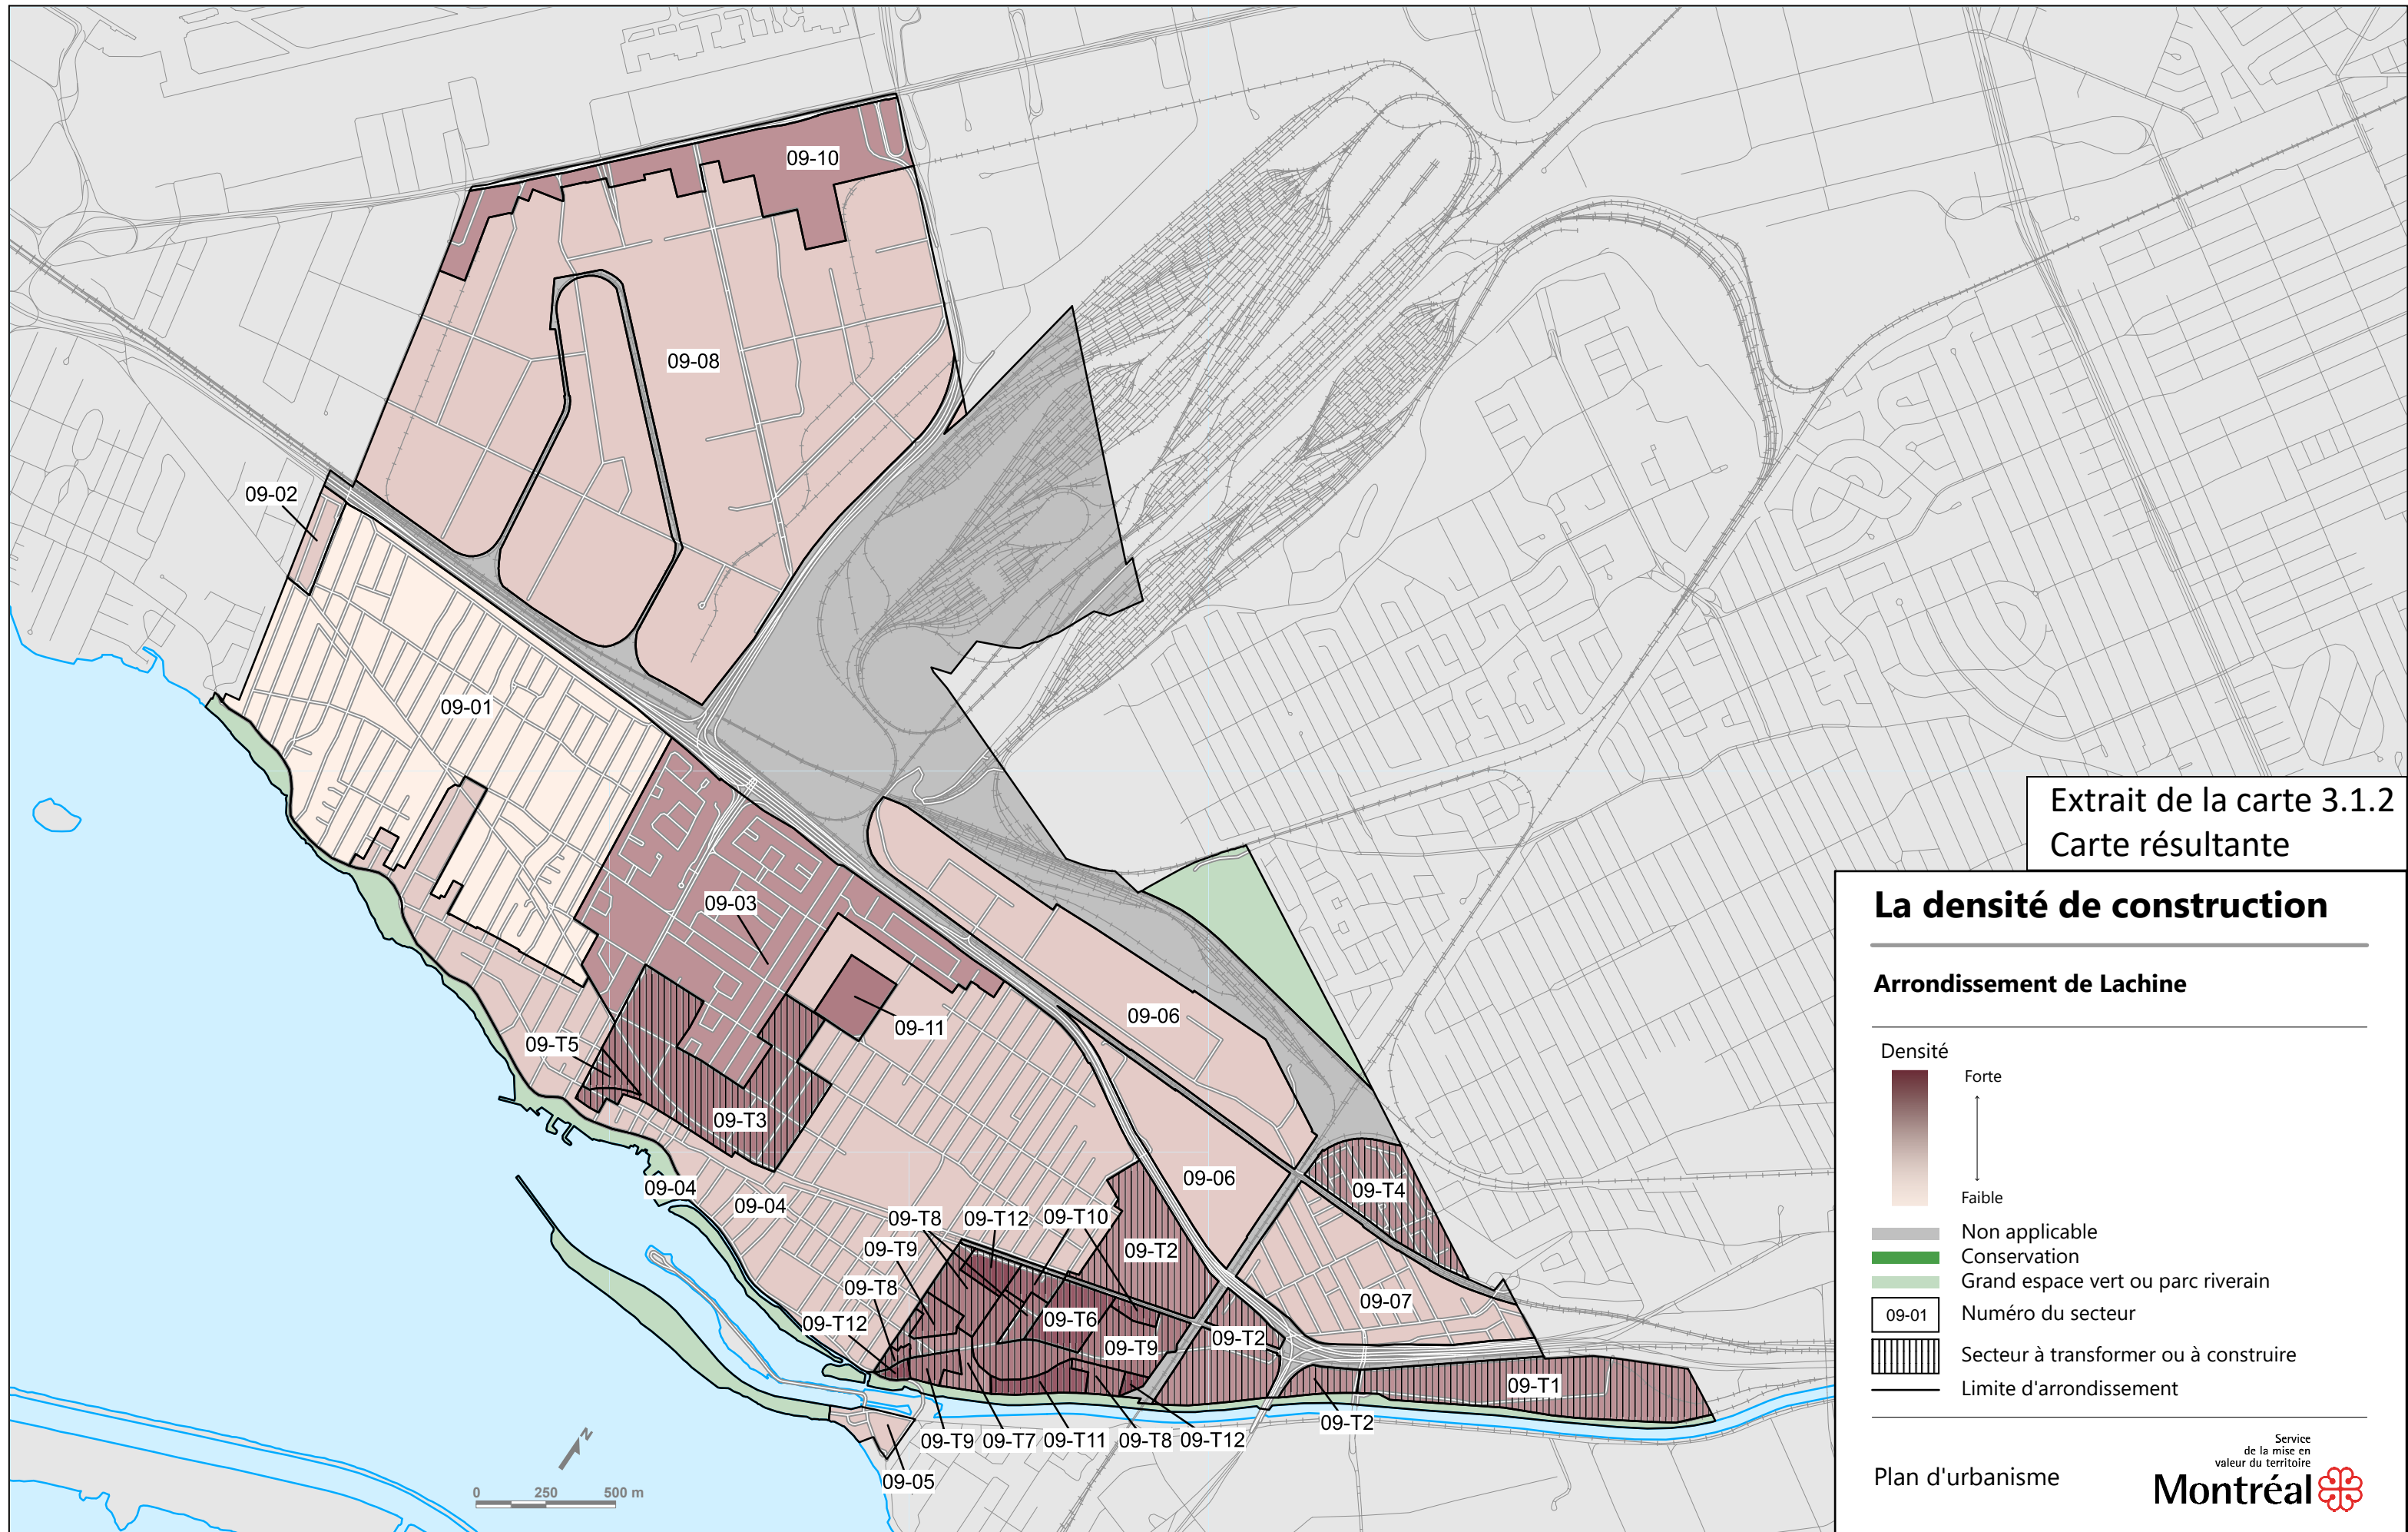 09-10
09-08
09-02
09-01
09-03
09-11
09-06
09-T5
09-T3
09-06
09-04
09-04
09-T4
09-T8
09-T12
09-T10
09-T9
09-T2
09-T8
09-T6
09-07
09-T12
09-T9
09-T2
09-T1
09-T2
09-T9
09-T7
09-T11
09-T8
09-T12
09-05
N
0 250 500 m
Extrait de la carte 3.1.2
Carte résultante
La densité de construction
Arrondissement de Lachine
Densité
Forte
Faible
Non applicable
Conservation
Grand espace vert ou parc riverain
09-01 Numéro du secteur
Secteur à transformer ou à construire
Limite d'arrondissement
Plan d'urbanisme
Service
de la mise en
valeur du territoire
Montréal